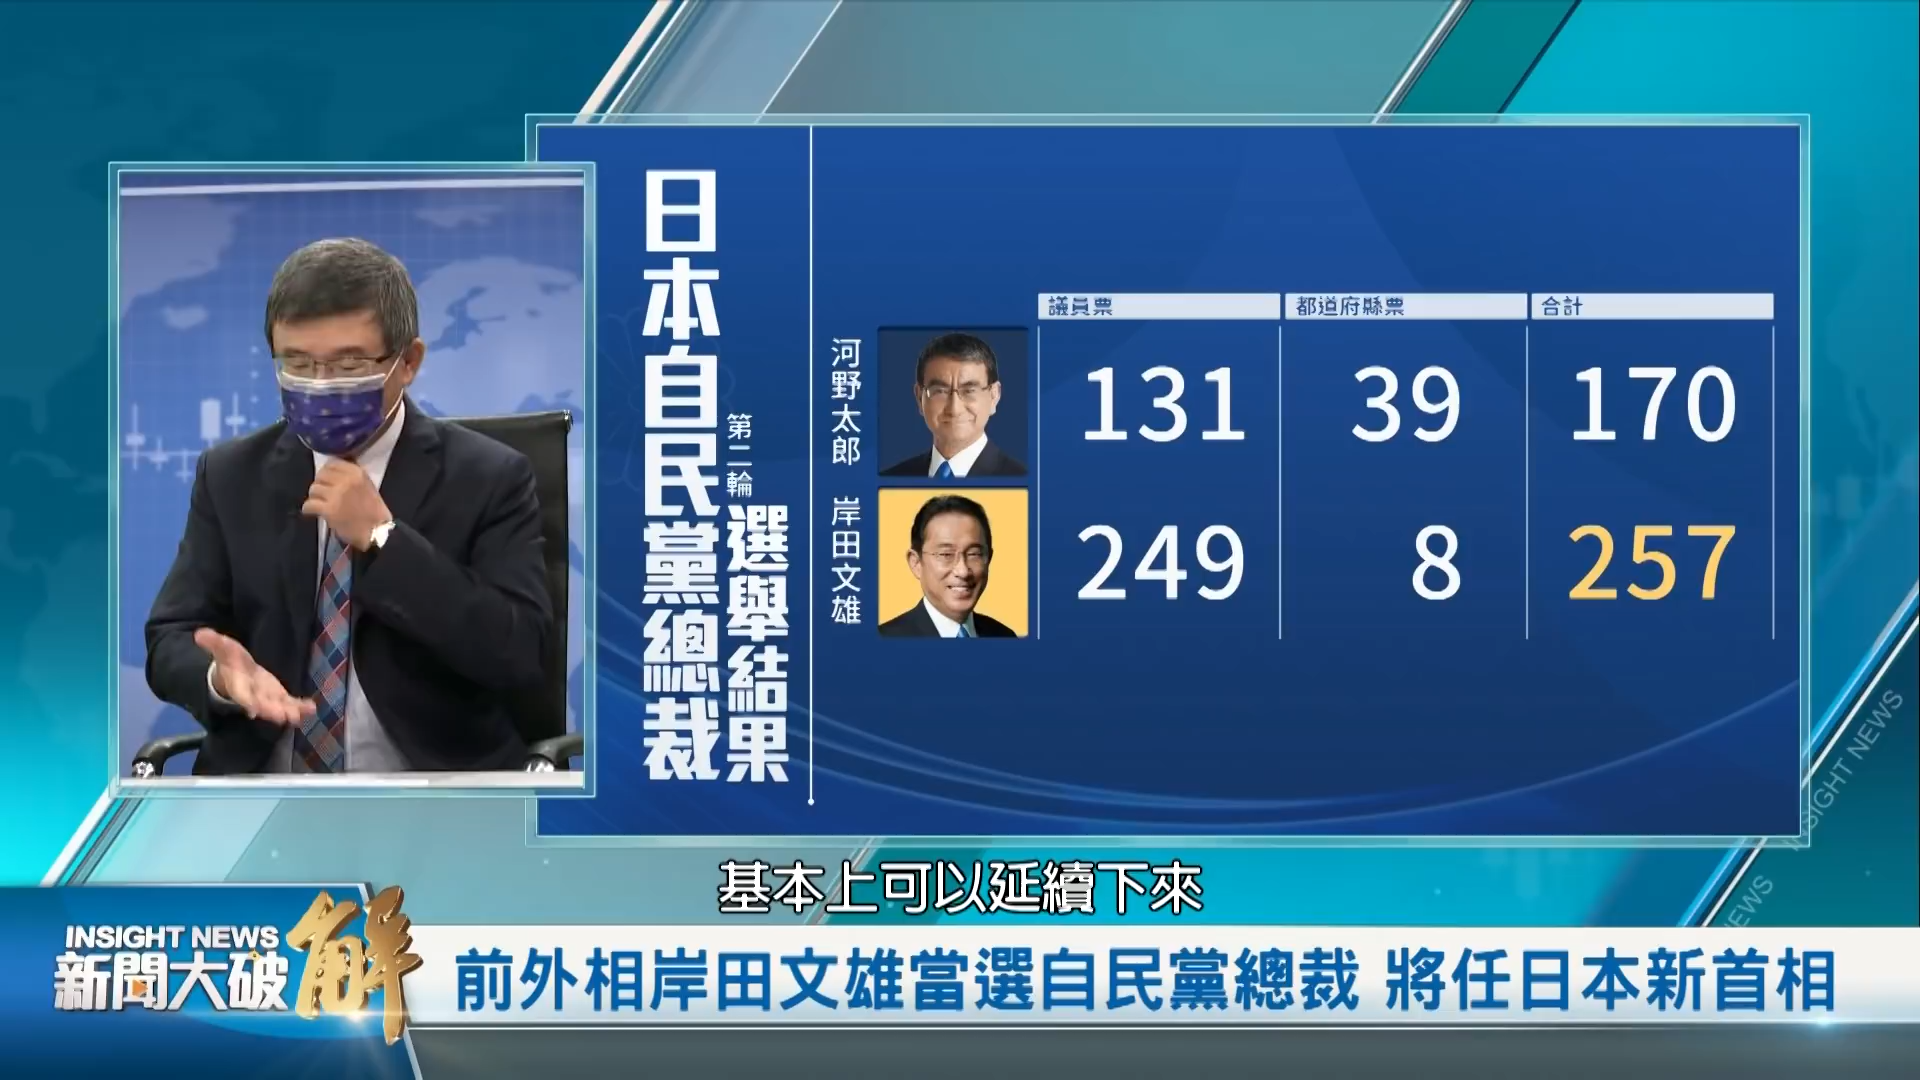 日本自民黨總裁
第二輪
選舉結果
議員票 都道府縣票 合計
河野太郎 131 39 170
岸田文雄 249 8 257
INSIGHT NEWS
NEWS
基本上可以延續下來
INSIGHT NEWS
新聞大破解
前外相岸田文雄當選自民黨總裁 將任日本新首相